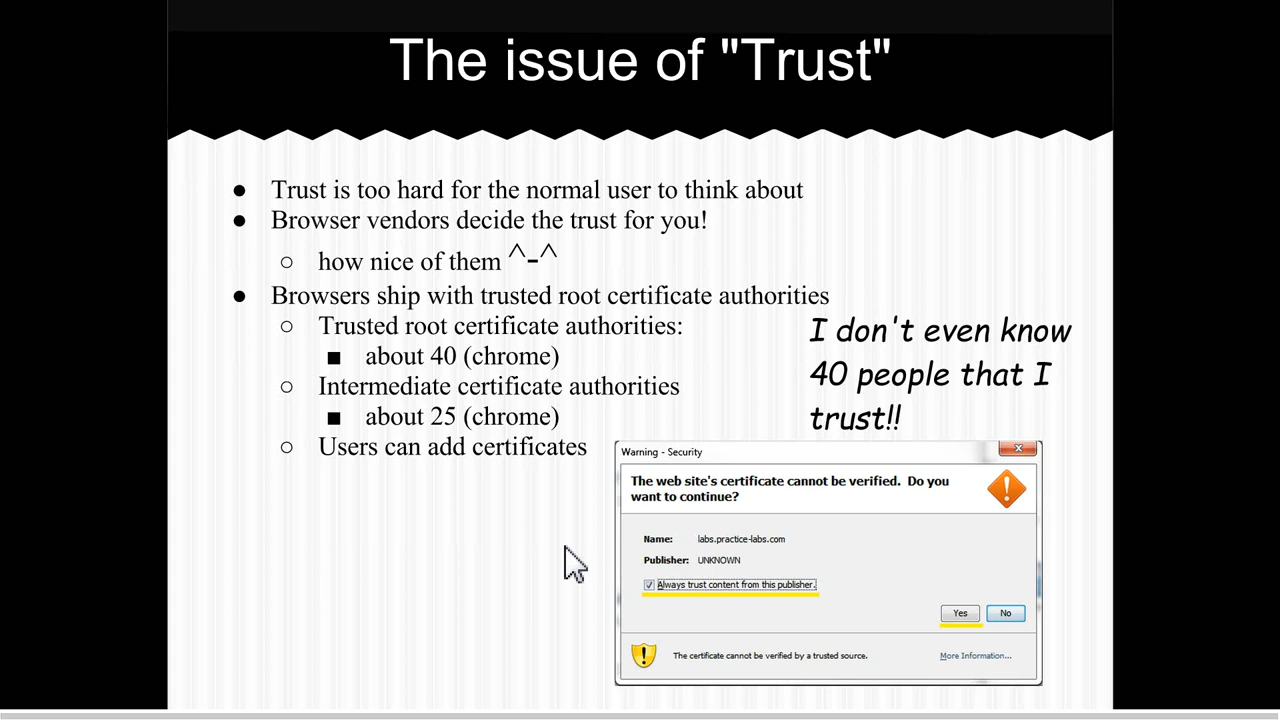 The issue of "Trust"
● Trust is too hard for the normal user to think about
● Browser vendors decide the trust for you!
○ how nice of them ^-^
● Browsers ship with trusted root certificate authorities
○ Trusted root certificate authorities:
■ about 40 (chrome)
○ Intermediate certificate authorities
■ about 25 (chrome)
○ Users can add certificates
I don't even know
40 people that I
trust!!
Warning - Security
The web site's certificate cannot be verified. Do you
want to continue?
Name: labs.practice-labs.com
Publisher: UNKNOWN
Always trust content from this publisher.
Yes No
The certificate cannot be verified by a trusted source. More Information...